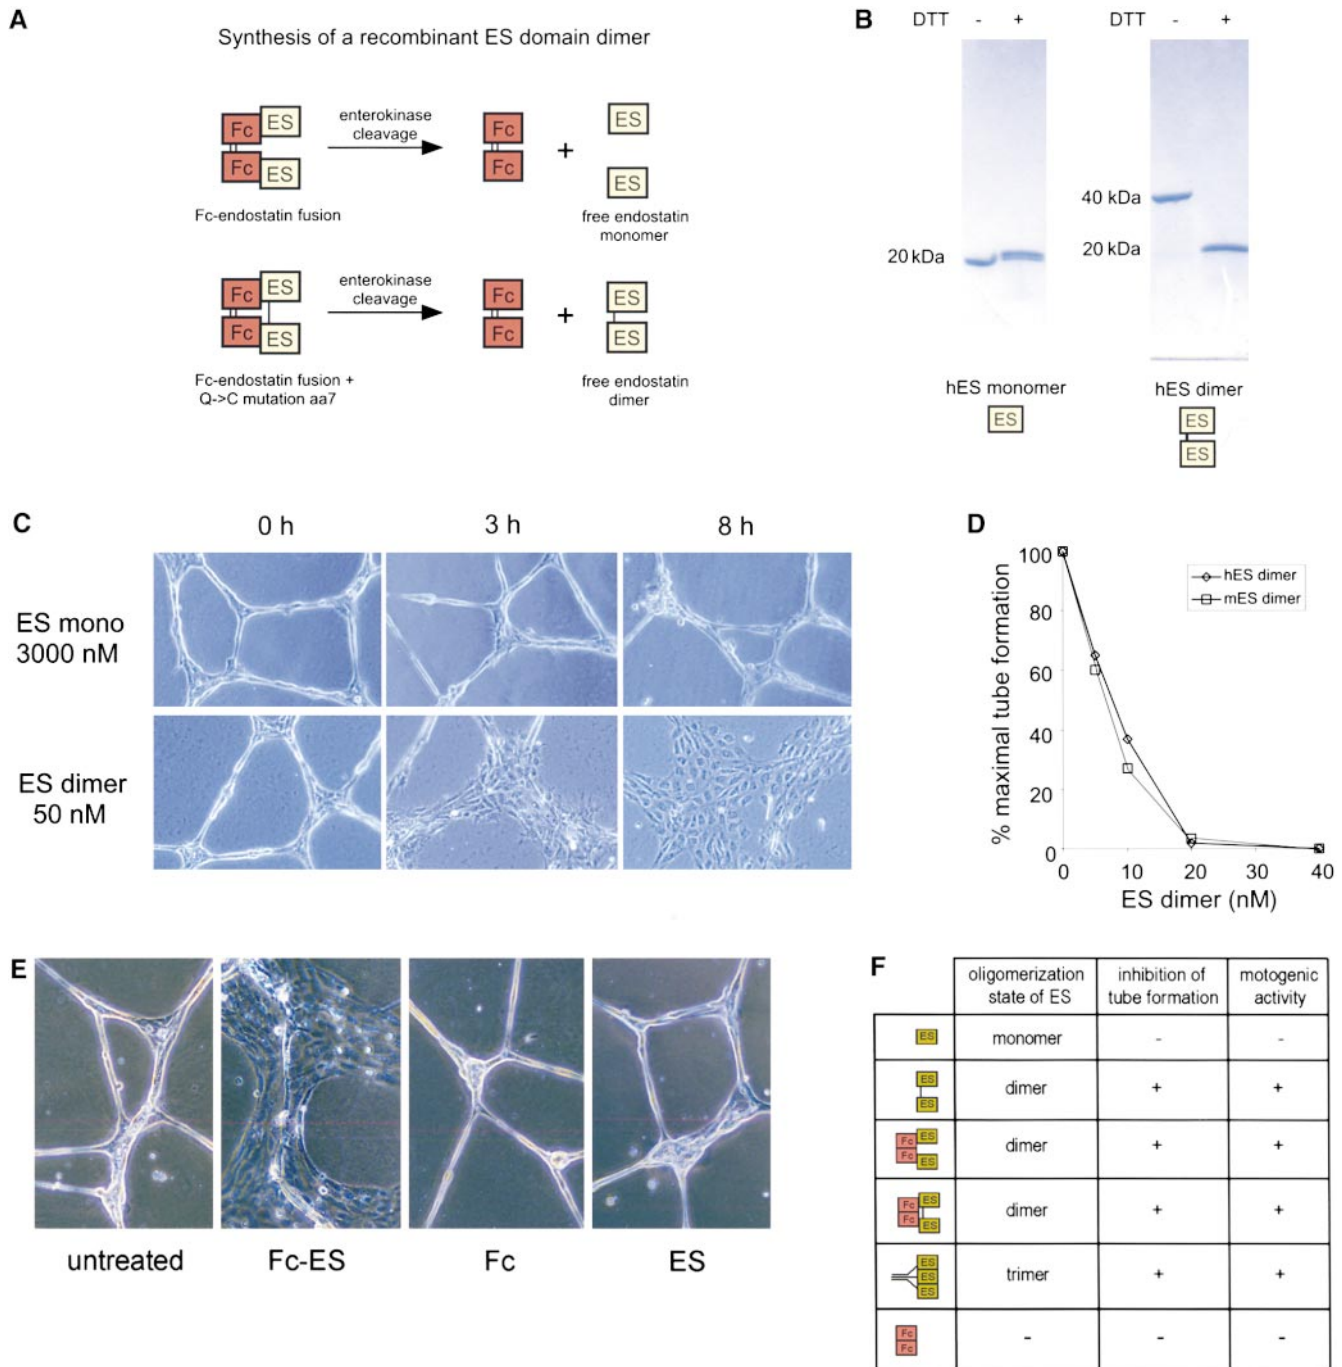 A
Synthesis of a recombinant ES domain dimer
Fc ES
Fc ES
enterokinase
cleavage
Fc
Fc
+
ES
ES
Fc-endostatin fusion
free endostatin
monomer
Fc ES
Fc ES
enterokinase
cleavage
Fc
Fc
+
ES
ES
Fc-endostatin fusion +
Q->C mutation aa7
free endostatin
dimer
B
DTT - +
DTT - +
20 kDa
40 kDa
20 kDa
hES monomer
ES
hES dimer
ES
ES
C
0 h 3 h 8 h
ES mono
3000 nM
ES dimer
50 nM
D
% maximal tube formation
100
80
60
40
20
0
0 10 20 30 40
ES dimer (nM)
hES dimer
mES dimer
E
untreated Fc-ES Fc ES
F
oligomerization
state of ES
inhibition of
tube formation
motogenic
activity
ES
monomer - -
ES
ES
dimer + +
Fc ES
Fc ES
dimer + +
Fc ES
Fc ES
dimer + +
ES
ES
ES
trimer + +
Fc
Fc
- - -